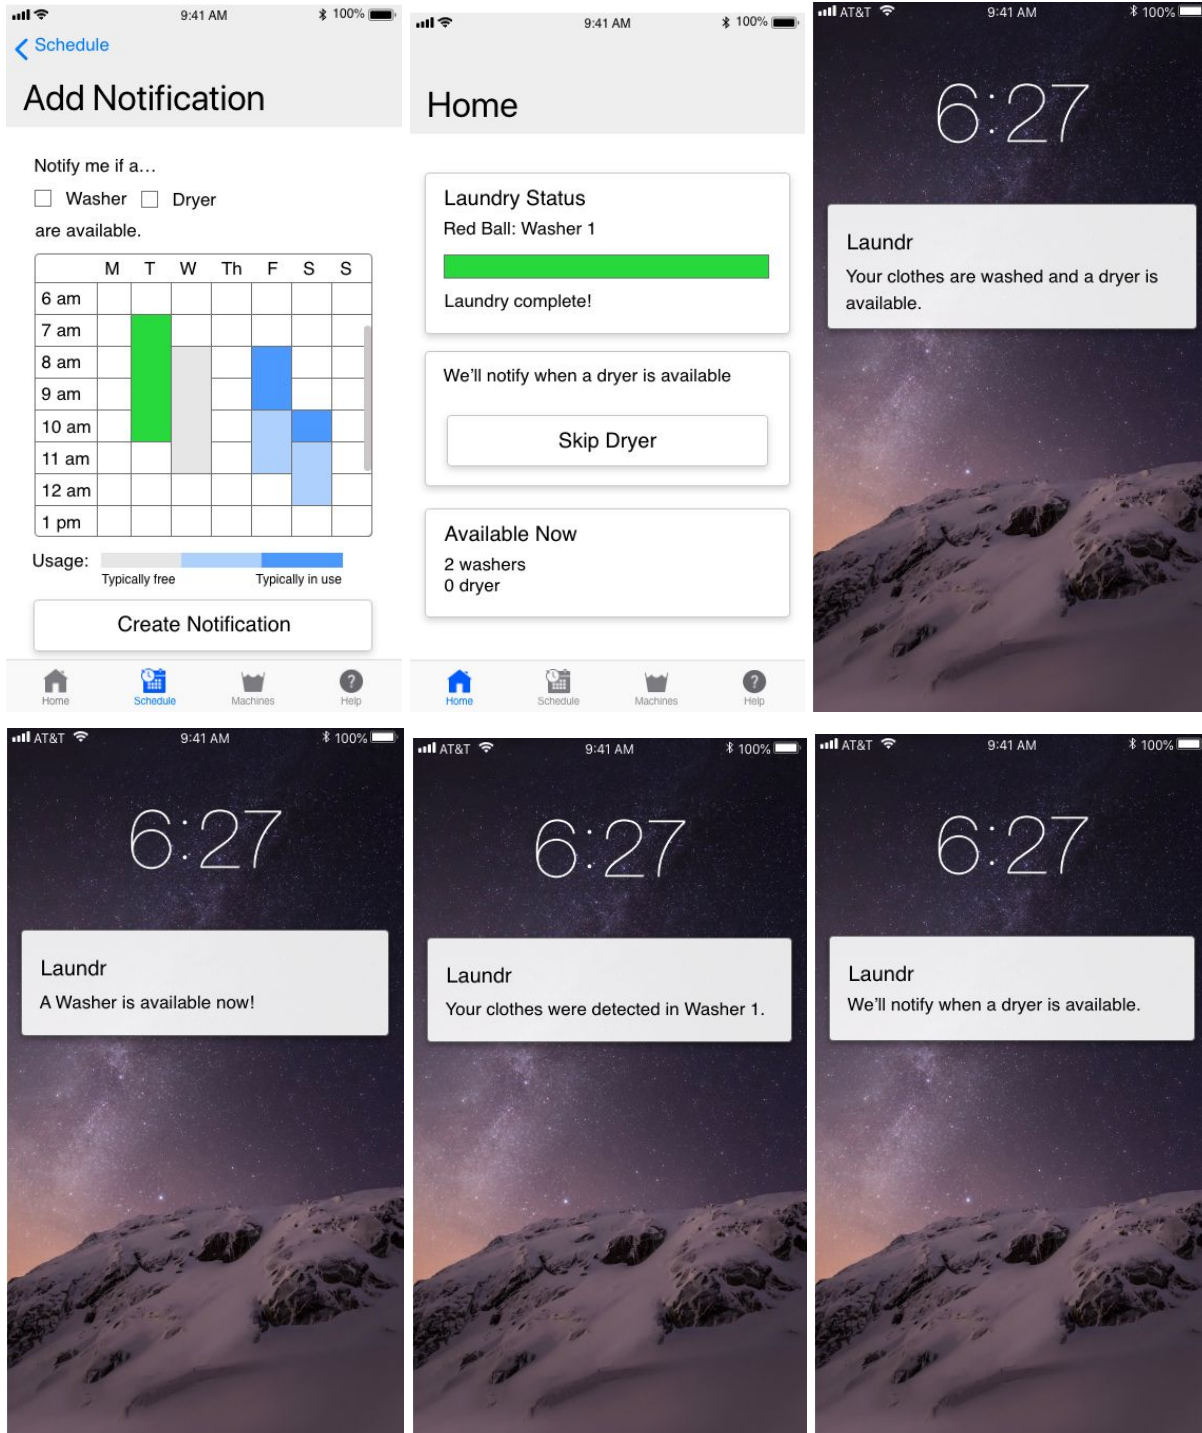 9:41 AM 100%
Schedule
Add Notification
Notify me if a...
Washer Dryer
are available.
M T W Th F S S
6 am
7 am
8 am
9 am
10 am
11 am
12 am
1 pm
Usage:
Typically free Typically in use
Create Notification
Home Schedule Machines Help
9:41 AM 100%
Home
Laundry Status
Red Ball: Washer 1
Laundry complete!
We'll notify when a dryer is available
Skip Dryer
Available Now
2 washers
0 dryer
Home Schedule Machines Help
AT&T 9:41 AM 100%
6:27
Laundr
Your clothes are washed and a dryer is
available.
AT&T 9:41 AM 100%
6:27
Laundr
A Washer is available now!
AT&T 9:41 AM 100%
6:27
Laundr
Your clothes were detected in Washer 1.
AT&T 9:41 AM 100%
6:27
Laundr
We'll notify when a dryer is available.